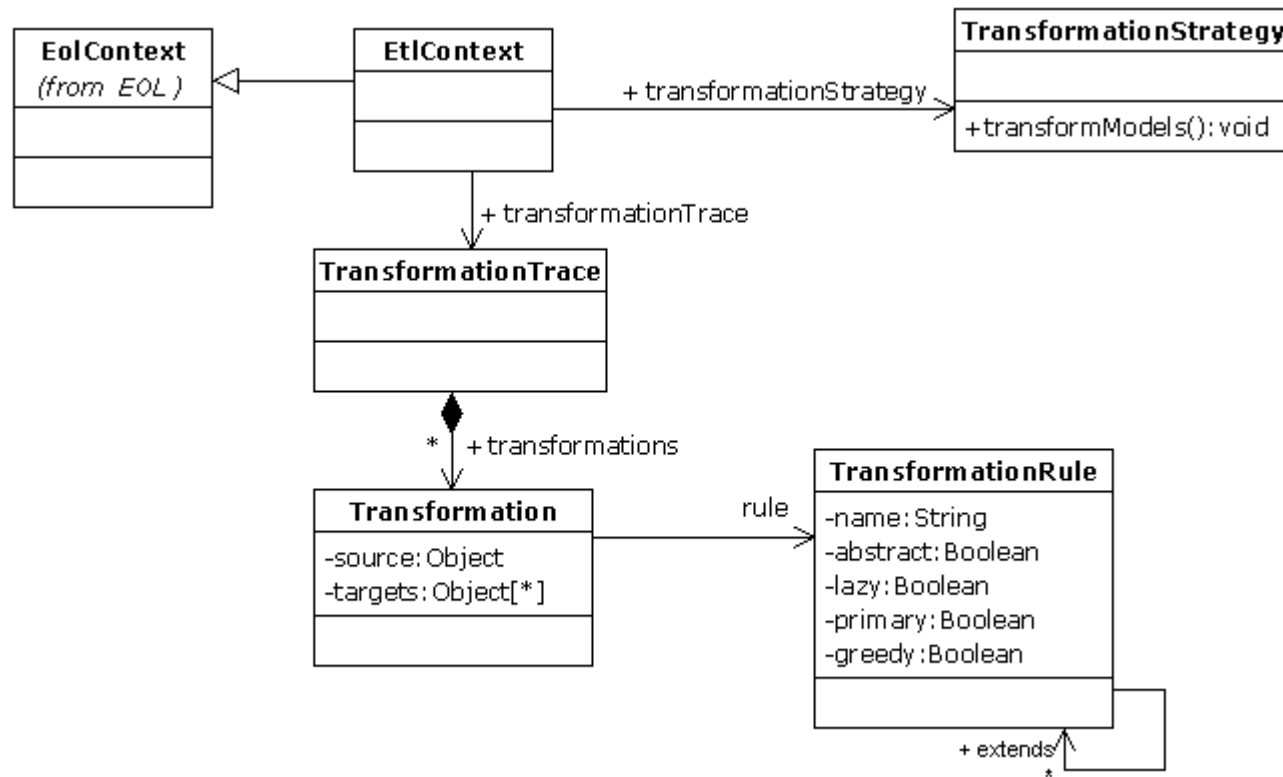 EolContext
(from EOL)
EtlContext
TransformationStrategy
+transformModels():void
+ transformationStrategy
+ transformationTrace
TransformationTrace
*
+ transformations
Transformation
-source:Object
-targets:Object[*]
rule
TransformationRule
-name:String
-abstract:Boolean
-lazy:Boolean
-primary:Boolean
-greedy:Boolean
+ extends
*